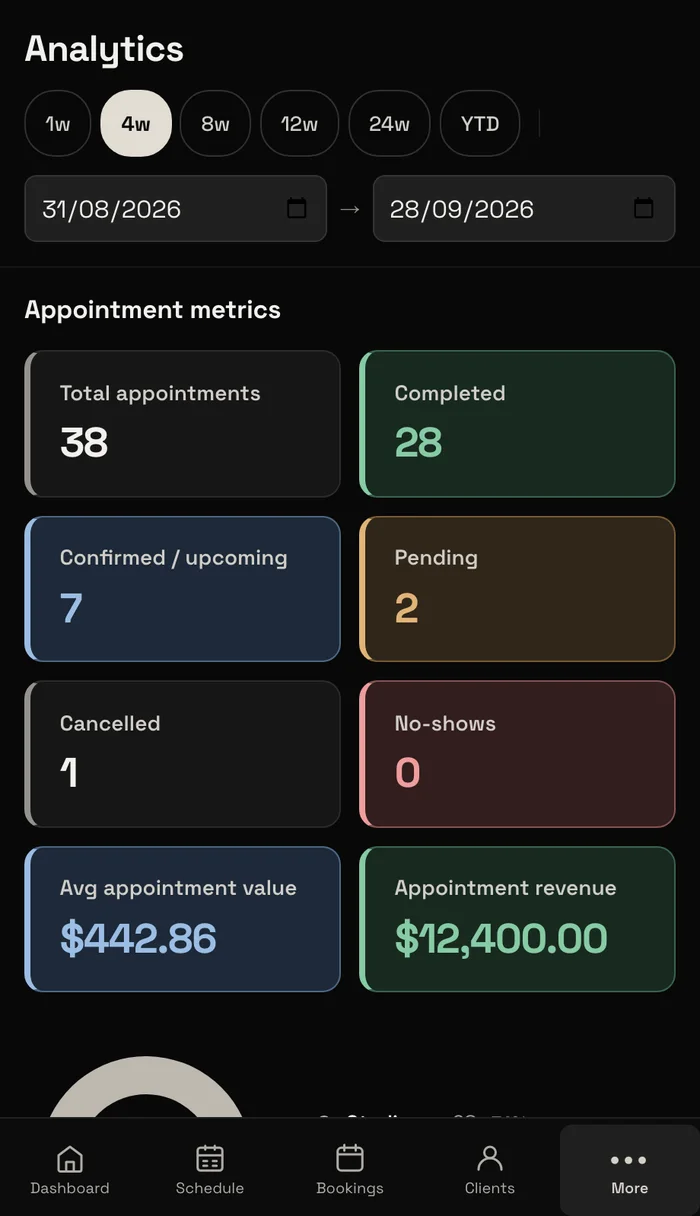 Analytics
1w 4w 8w 12w 24w YTD
31/08/2026 → 28/09/2026
Appointment metrics
Total appointments
38
Completed
28
Confirmed / upcoming
7
Pending
2
Cancelled
1
No-shows
0
Avg appointment value
$442.86
Appointment revenue
$12,400.00
Dashboard Schedule Bookings Clients More